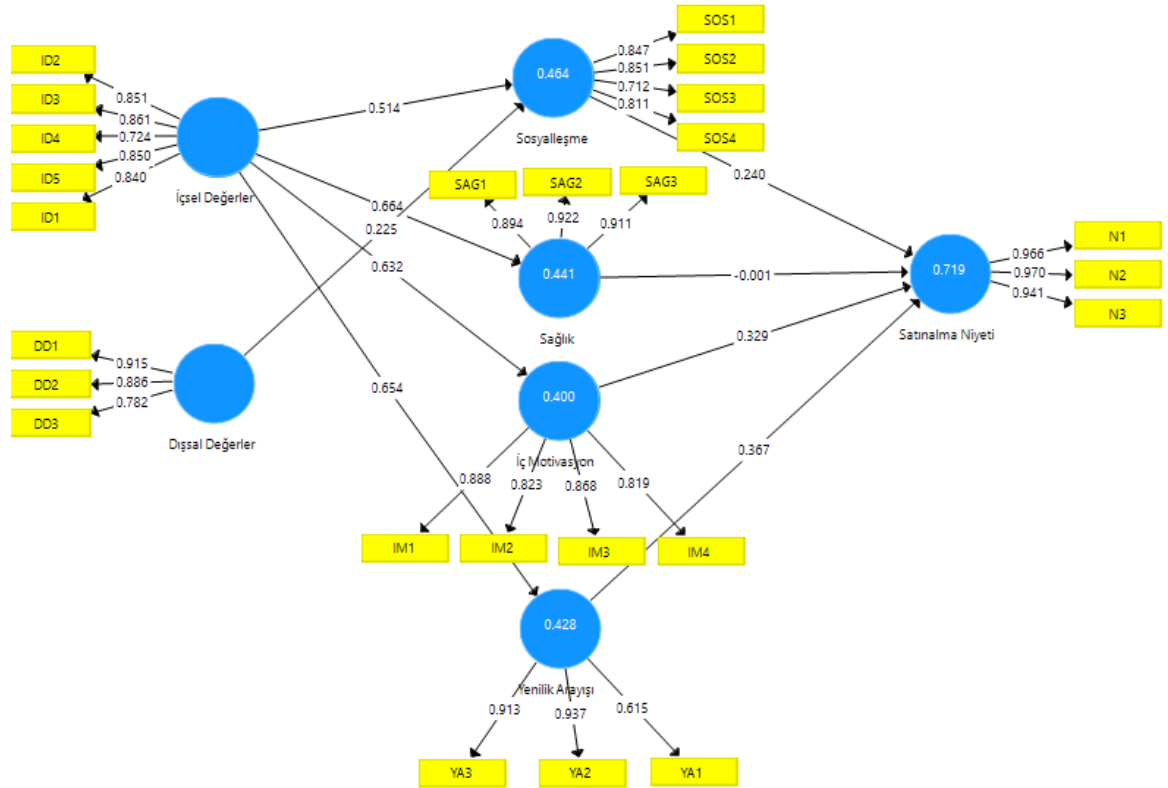 ID2
ID3
ID4
ID5
ID1
0.851
0.861
0.724
0.850
0.840
İçsel Değerler
DD1
DD2
DD3
0.915
0.886
0.782
Dışsal Değerler
0.514
0.225
0.664
0.632
0.654
0.464
Sosyalleşme
SOS1
SOS2
SOS3
SOS4
0.847
0.851
0.712
0.811
0.240
SAG1
SAG2
SAG3
0.894
0.922
0.911
0.441
Sağlık
-0.001
0.400
İç Motivasyon
0.329
0.888
0.823
0.868
0.819
IM1
IM2
IM3
IM4
0.428
Yenilik Arayışı
0.367
0.913
0.937
0.615
YA3
YA2
YA1
0.719
Satınalma Niyeti
0.966
0.970
0.941
N1
N2
N3